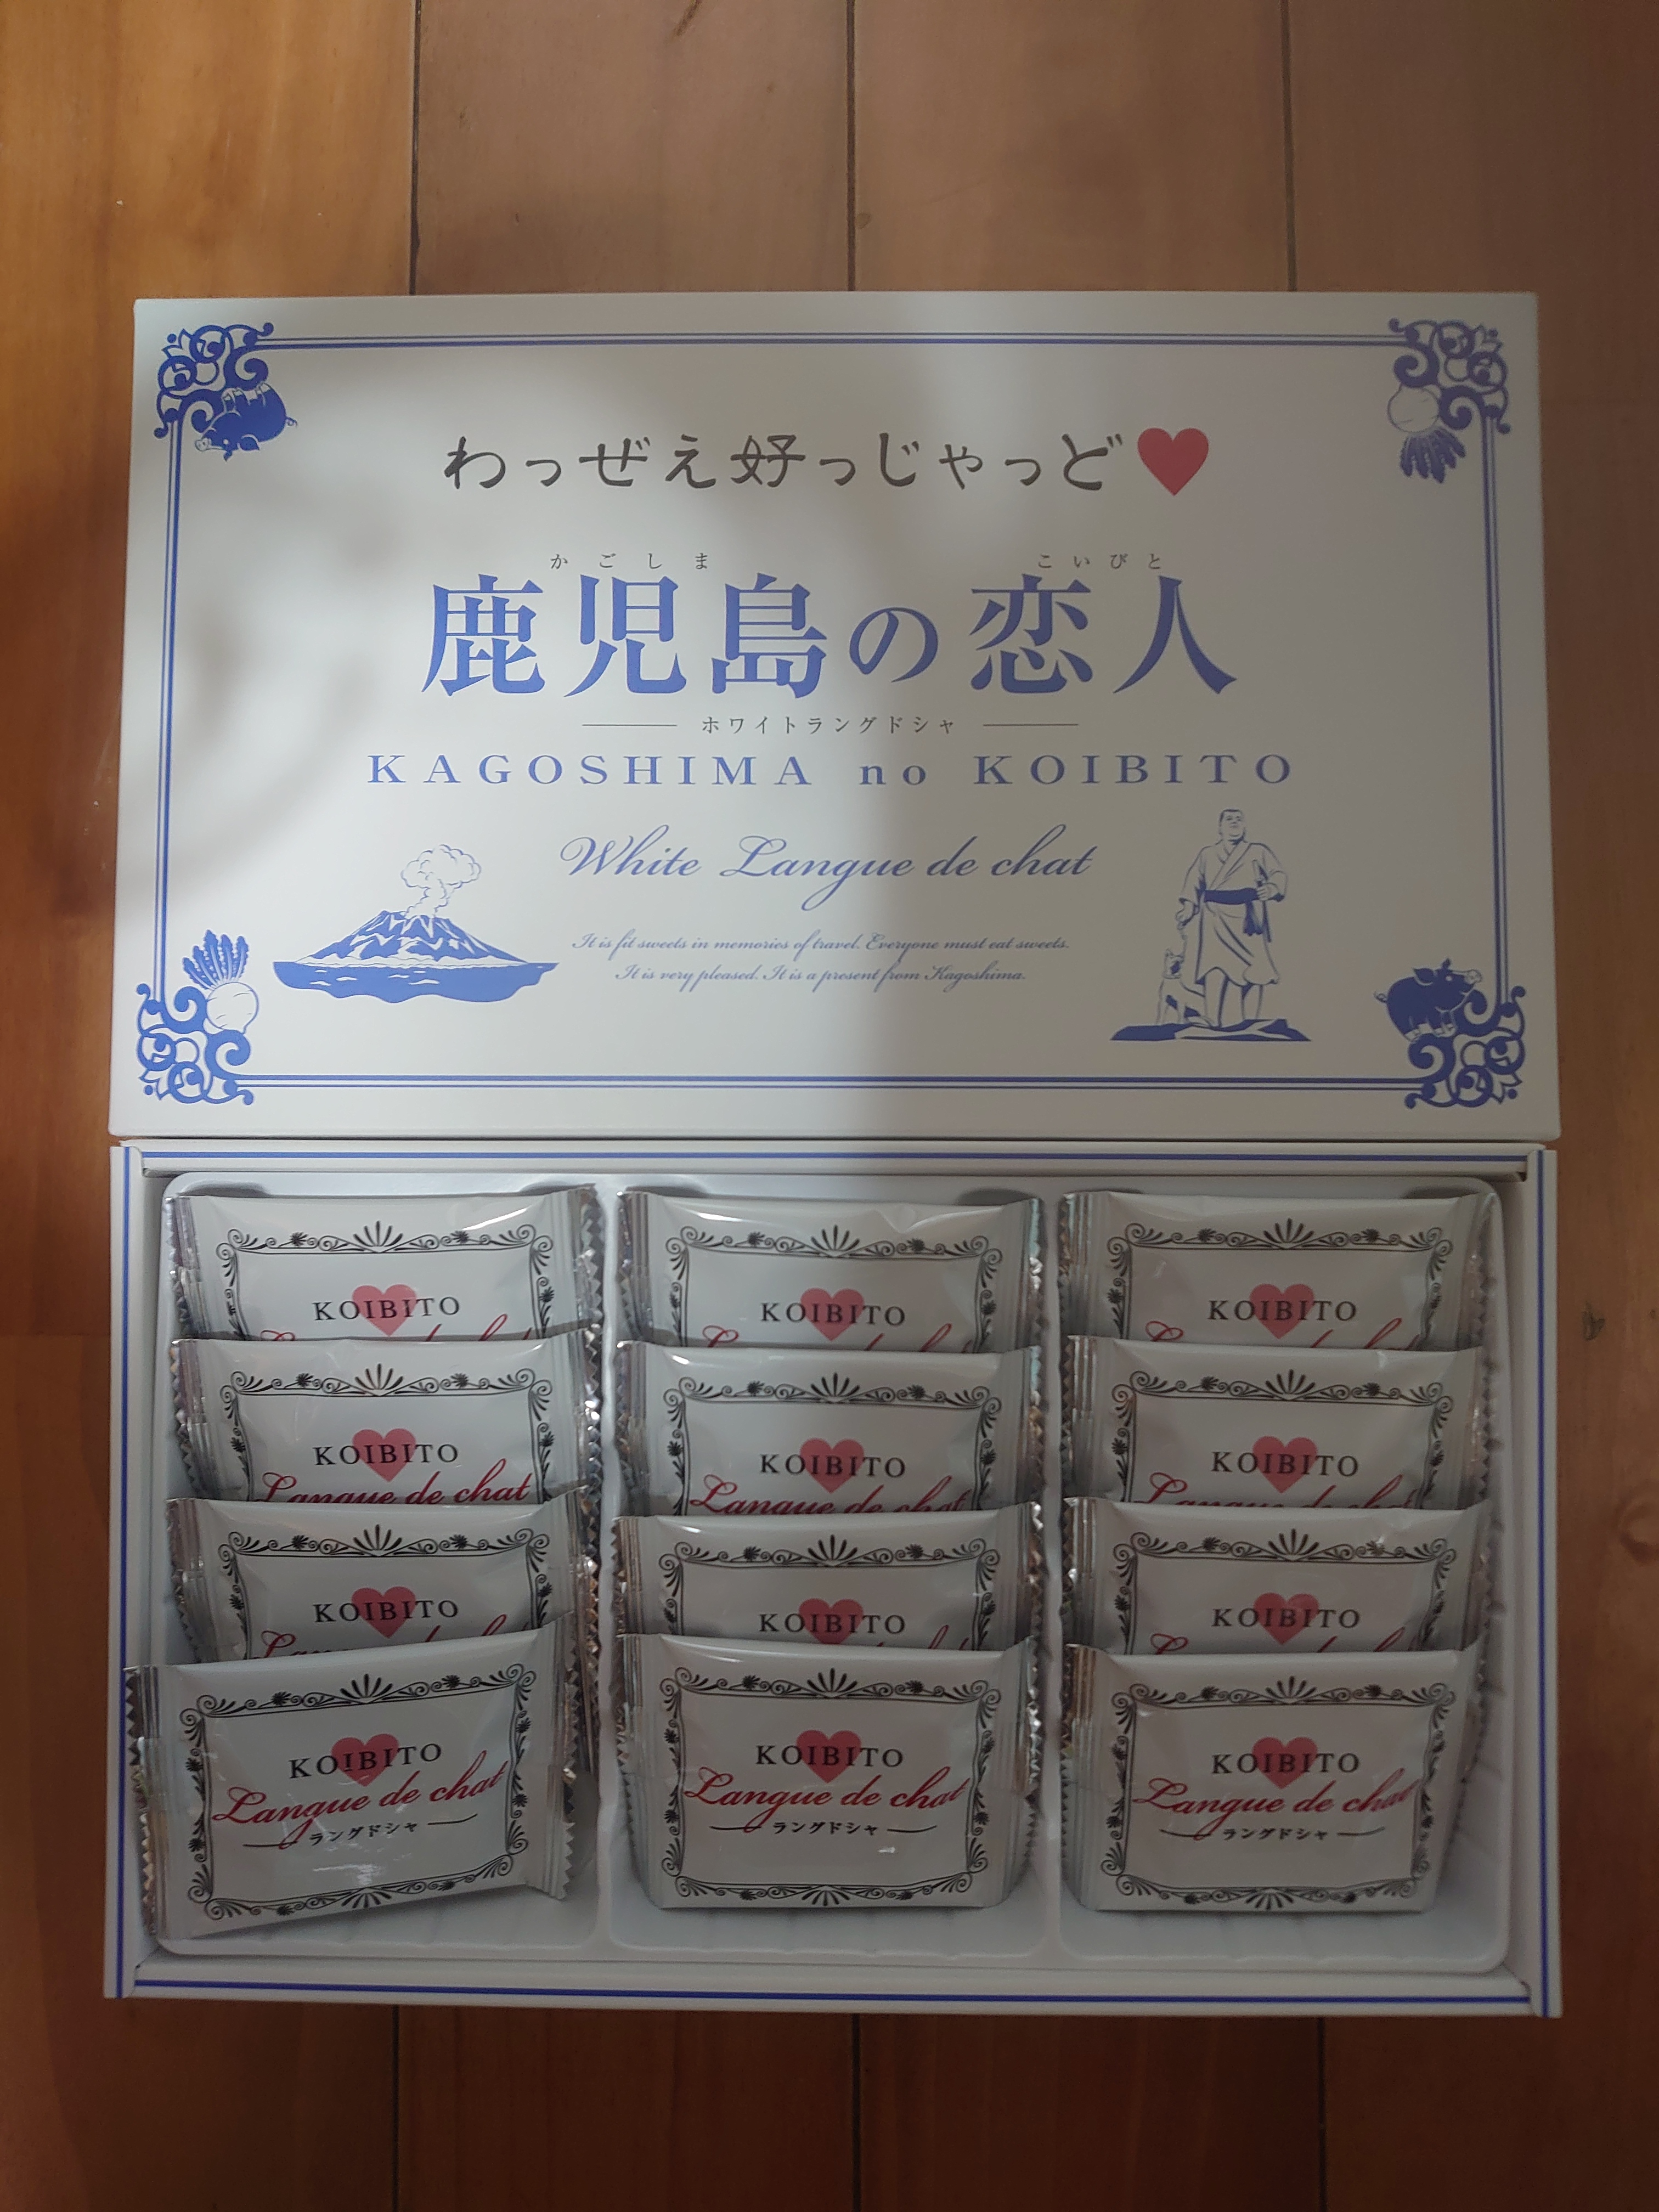 わっぜえ好っじゃっど♥
かごしま こいびと
鹿児島の恋人
ホワイトラングドシャ
KAGOSHIMA no KOIBITO
White Langue de chat
It is fit sweets in memories of travel. Everyone must eat sweets.
It is very pleased. It is a present from Kagoshima.
KOIBITO
KOIBITO
KOIBITO
KOIBITO
Langue de chat
KOIBITO
Langue de chat
KOIBITO
KOIBITO
KOIBITO
KOIBITO
KOIBITO
Langue de chat
ラングドシャ
KOIBITO
Langue de chat
ラングドシャ
KOIBITO
Langue de chat
ラングドシャ